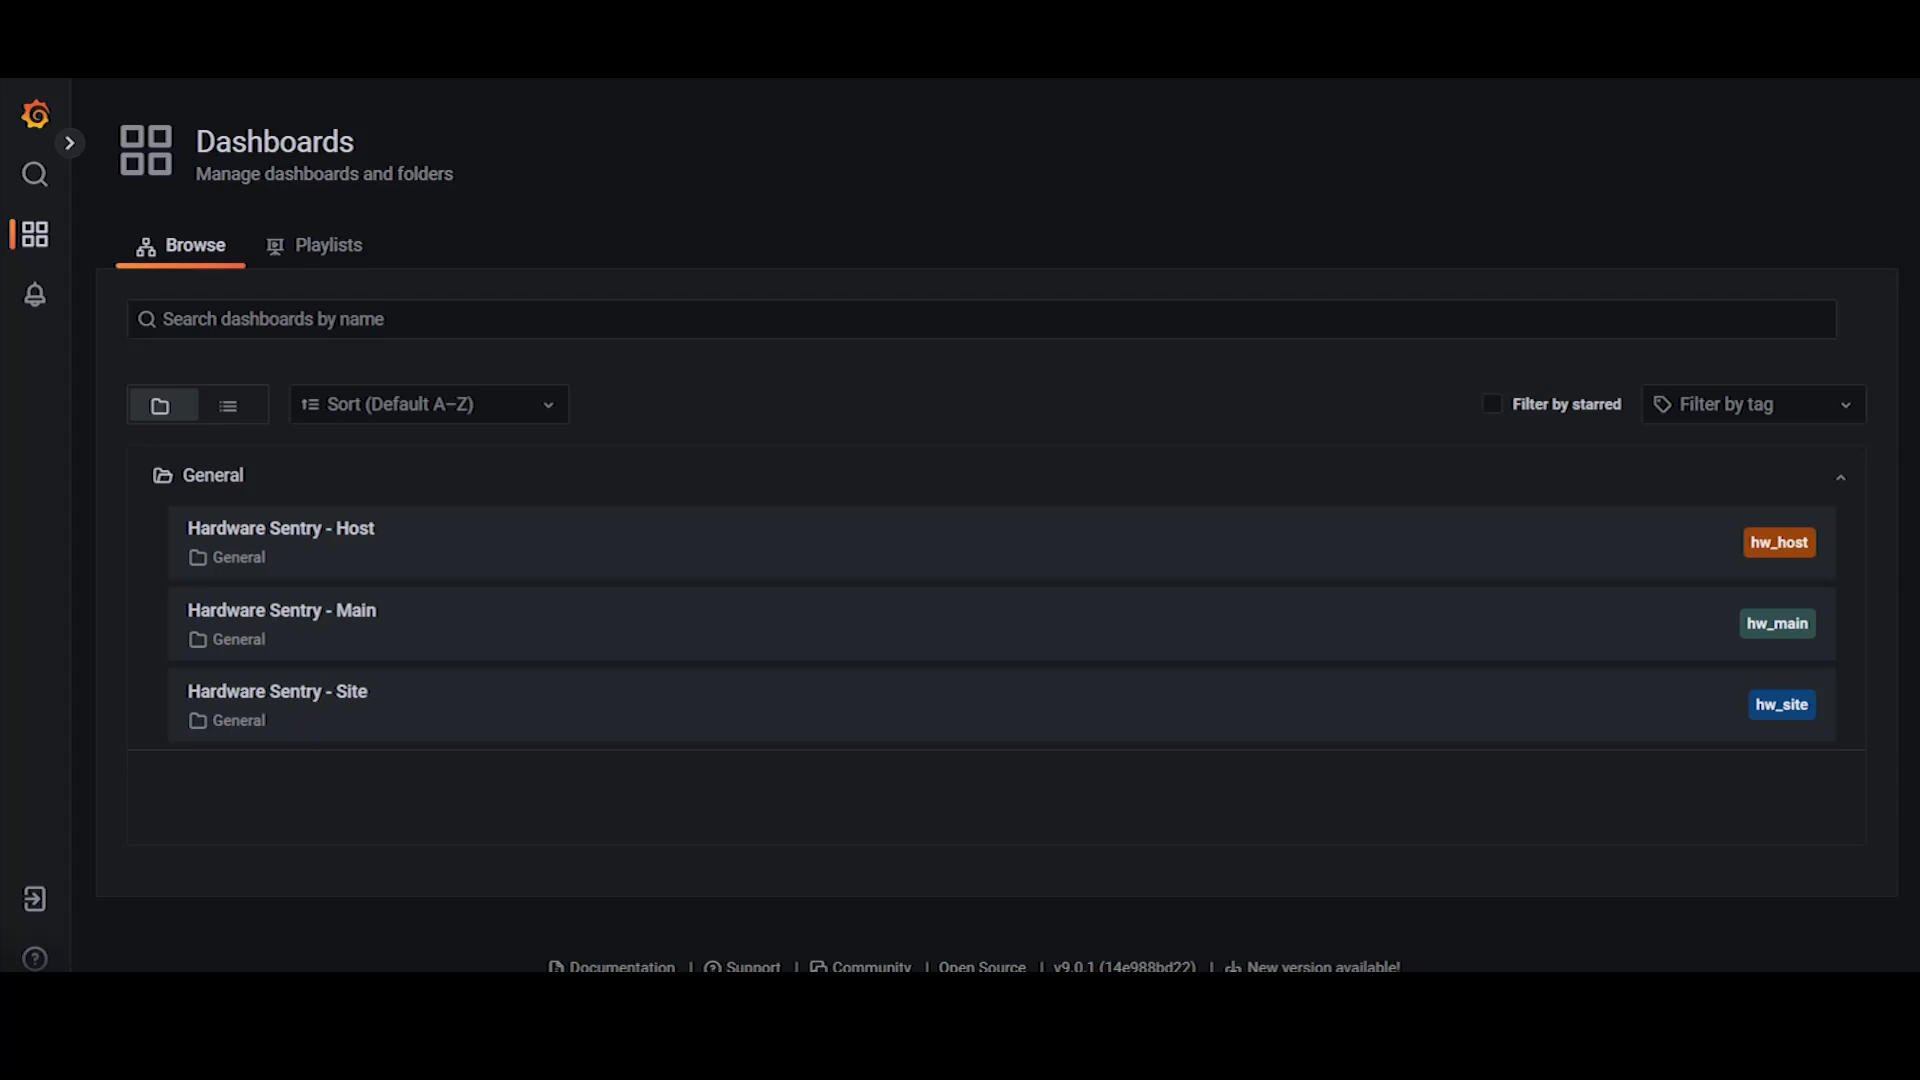 Dashboards
Manage dashboards and folders
Browse
Playlists
Search dashboards by name
Sort (Default A–Z)
Filter by starred
Filter by tag
General
Hardware Sentry - Host
General
hw_host
Hardware Sentry - Main
General
hw_main
Hardware Sentry - Site
General
hw_site
Documentation | Support | Community | Open Source | v9.0.1 (14e988bd22) | New version available!